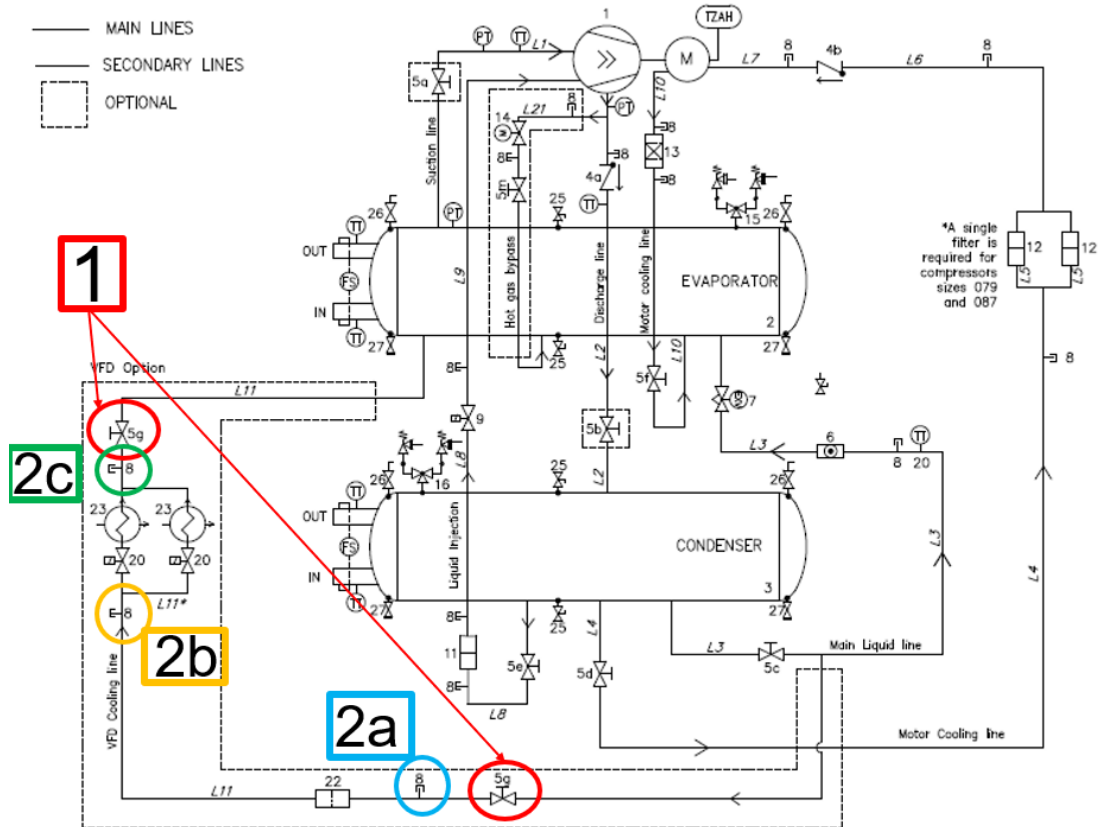 MAIN LINES
SECONDARY LINES
OPTIONAL
1
TZAH
PT
TT
L1
M
L7
8
4b
L6
8
5a
Suction line
L21
8
14
M
8
5m
PT
8
4a
TT
L10
8
13
8
15
26
PT
25
26
TT
OUT
FS
IN
TT
27
L9
Hot gas bypass
Discharge line
Motor cooling line
EVAPORATOR
2
27
25
L2
L10
5f
7
*A single
filter is
required for
compressors
sizes 079
and 087
12
12
L5
L5
8
1
VFD Option
L11
5g
2c
8
8
9
L8
16
5b
L2
L3
6
8
TT
20
23
23
20
20
L11*
8
2b
26
25
26
TT
OUT
FS
IN
TT
27
Liquid Injection
CONDENSER
3
27
25
L3
L4
8
11
8
5e
L8
L4
5d
L3
5c
Main Liquid line
Motor Cooling line
VFD Cooling line
2a
L11
22
8
5g